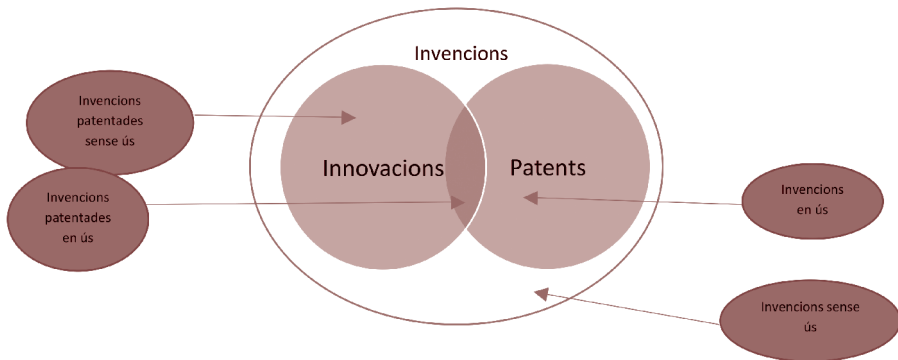 Invencions
Invencions
patentades
sense ús
Innovacions
Patents
Invencions
patentades
en ús
Invencions
en ús
Invencions sense
ús